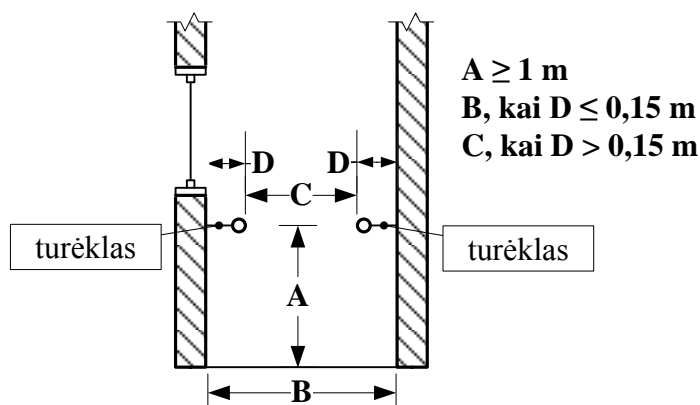 A ≥ 1 m
B, kai D ≤ 0,15 m
C, kai D > 0,15 m
D
D
C
turėklas
turėklas
A
B